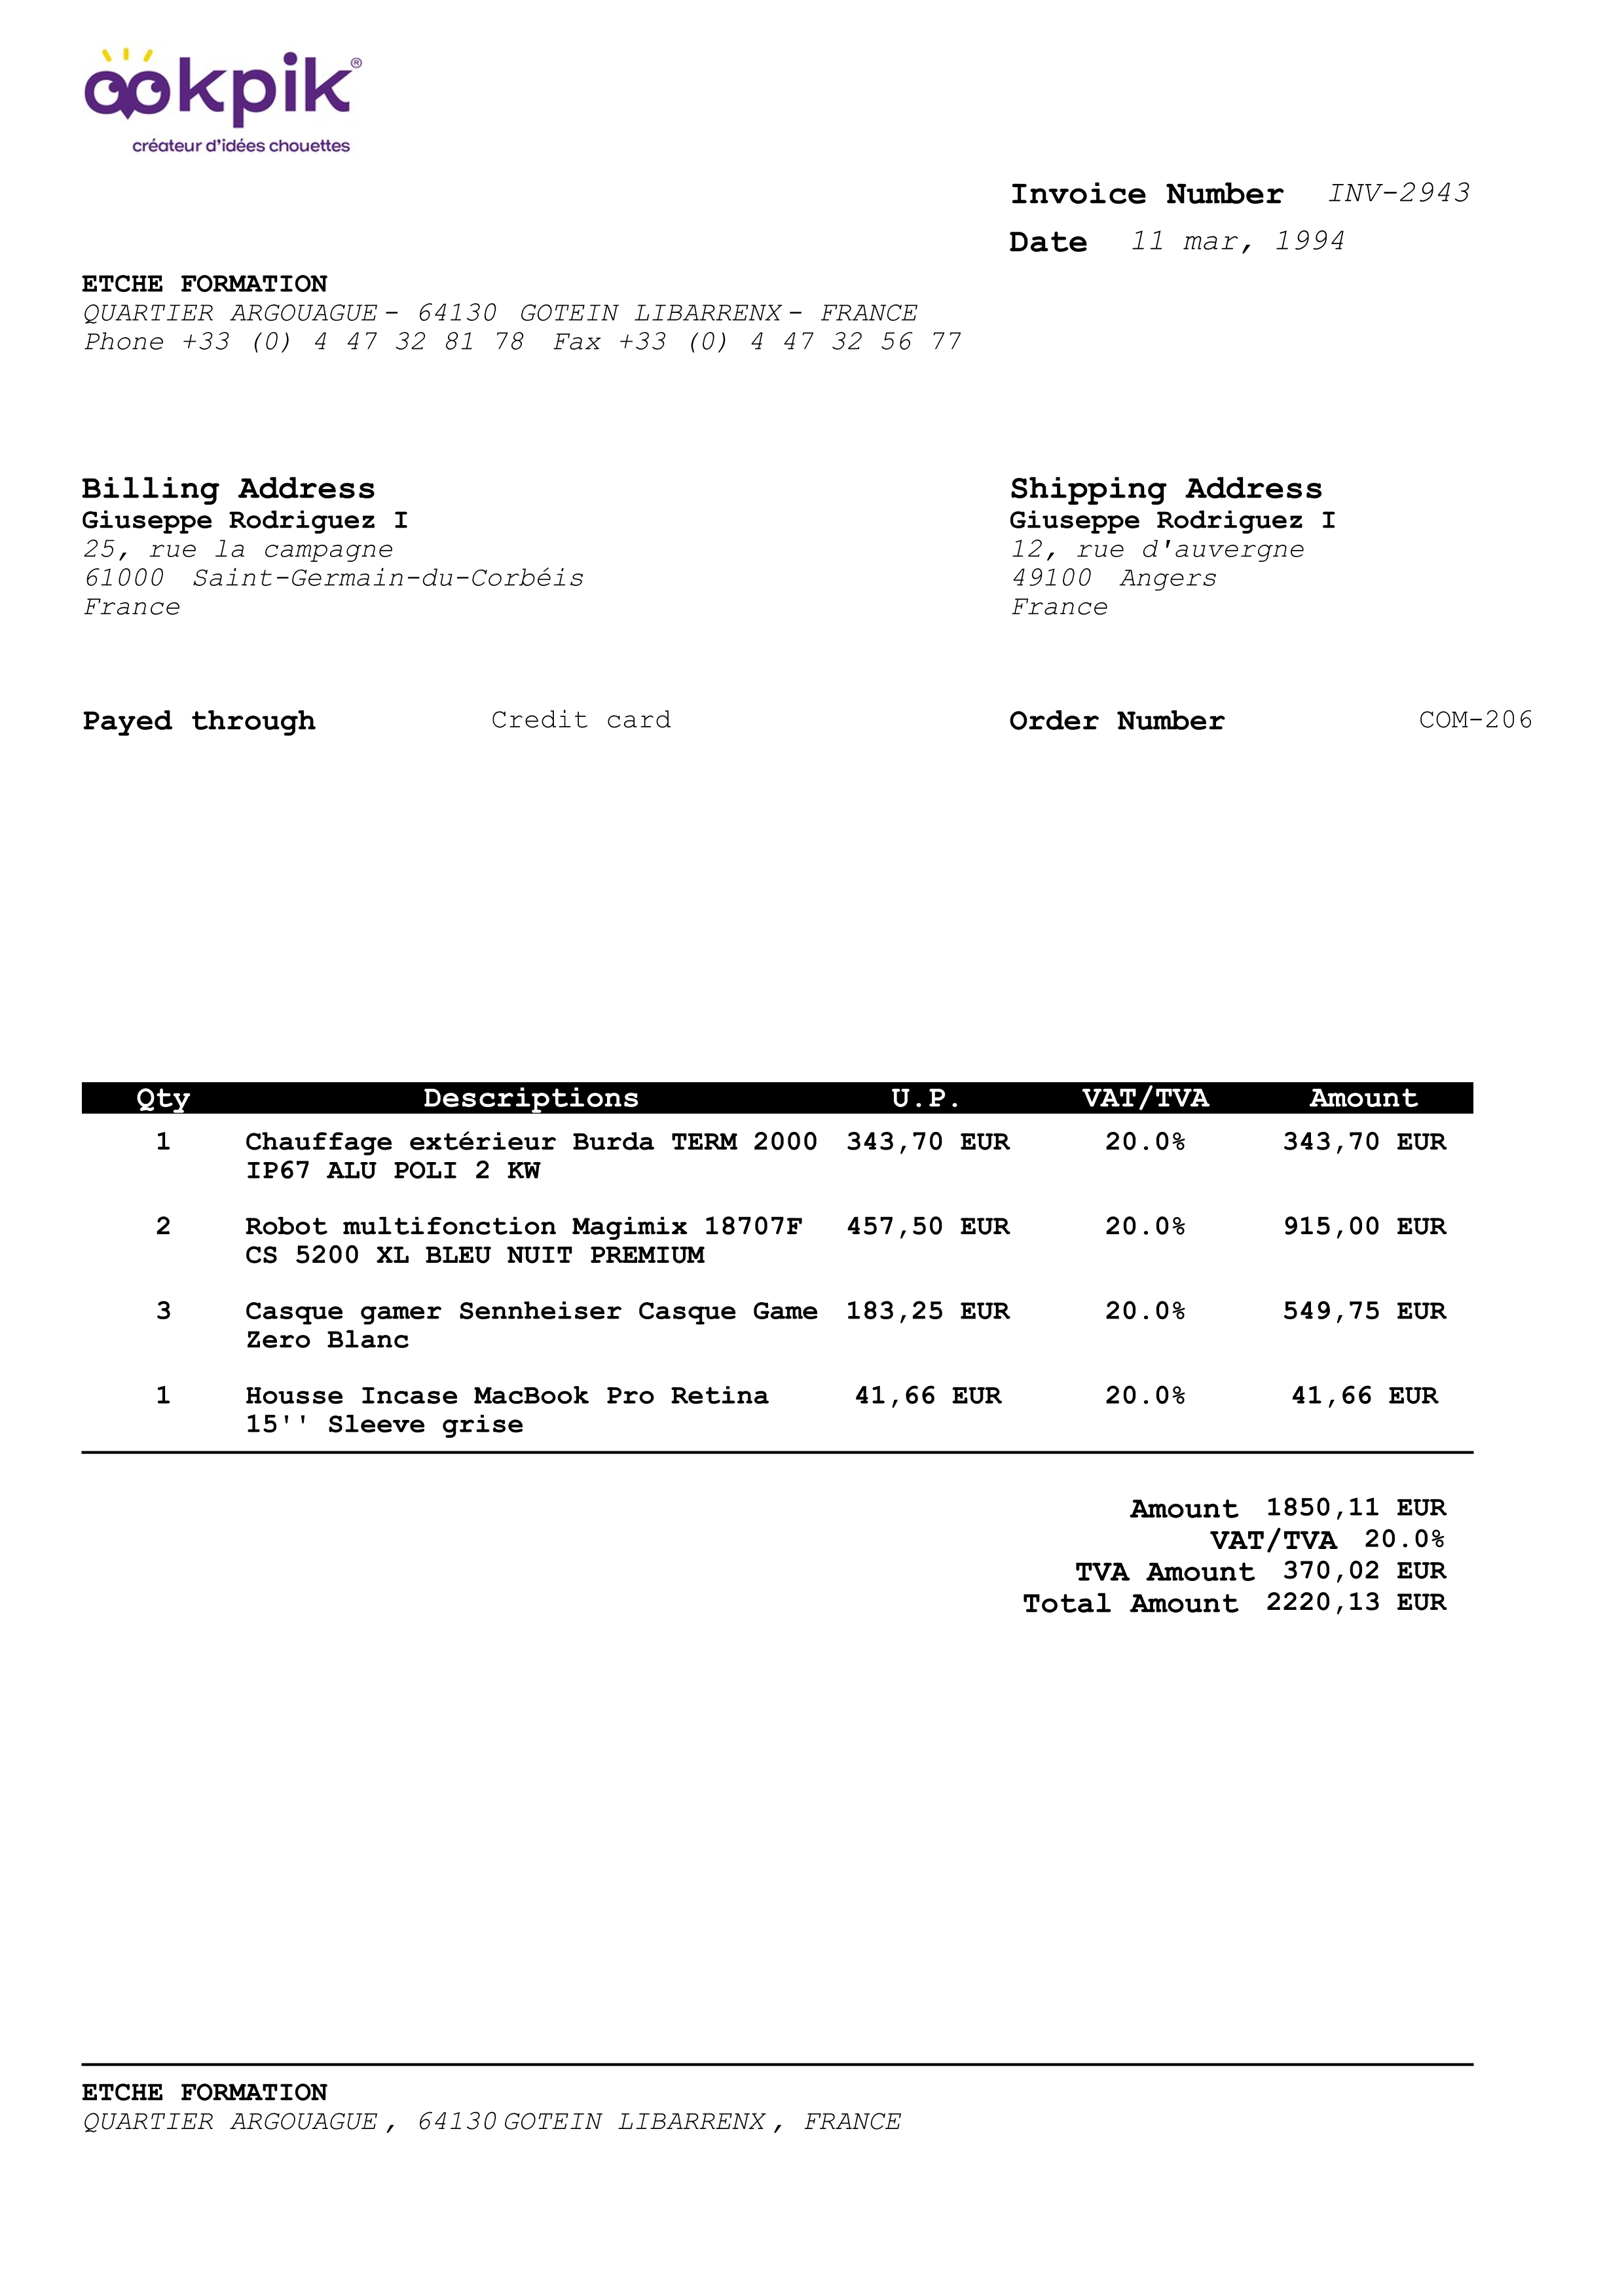 ookpik®
créateur d'idées chouettes
Invoice Number INV-2943
Date 11 mar, 1994
ETCHE FORMATION
QUARTIER ARGOUAGUE - 64130 GOTEIN LIBARRENX - FRANCE
Phone +33 (0) 4 47 32 81 78 Fax +33 (0) 4 47 32 56 77
Billing Address
Giuseppe Rodriguez I
25, rue la campagne
61000 Saint-Germain-du-Corbéis
France
Shipping Address
Giuseppe Rodriguez I
12, rue d'auvergne
49100 Angers
France
Payed through Credit card
Order Number COM-206
Qty Descriptions U.P. VAT/TVA Amount
1 Chauffage extérieur Burda TERM 2000 343,70 EUR 20.0% 343,70 EUR
IP67 ALU POLI 2 KW
2 Robot multifonction Magimix 18707F 457,50 EUR 20.0% 915,00 EUR
CS 5200 XL BLEU NUIT PREMIUM
3 Casque gamer Sennheiser Casque Game 183,25 EUR 20.0% 549,75 EUR
Zero Blanc
1 Housse Incase MacBook Pro Retina 41,66 EUR 20.0% 41,66 EUR
15'' Sleeve grise
Amount 1850,11 EUR
VAT/TVA 20.0%
TVA Amount 370,02 EUR
Total Amount 2220,13 EUR
ETCHE FORMATION
QUARTIER ARGOUAGUE , 64130 GOTEIN LIBARRENX , FRANCE